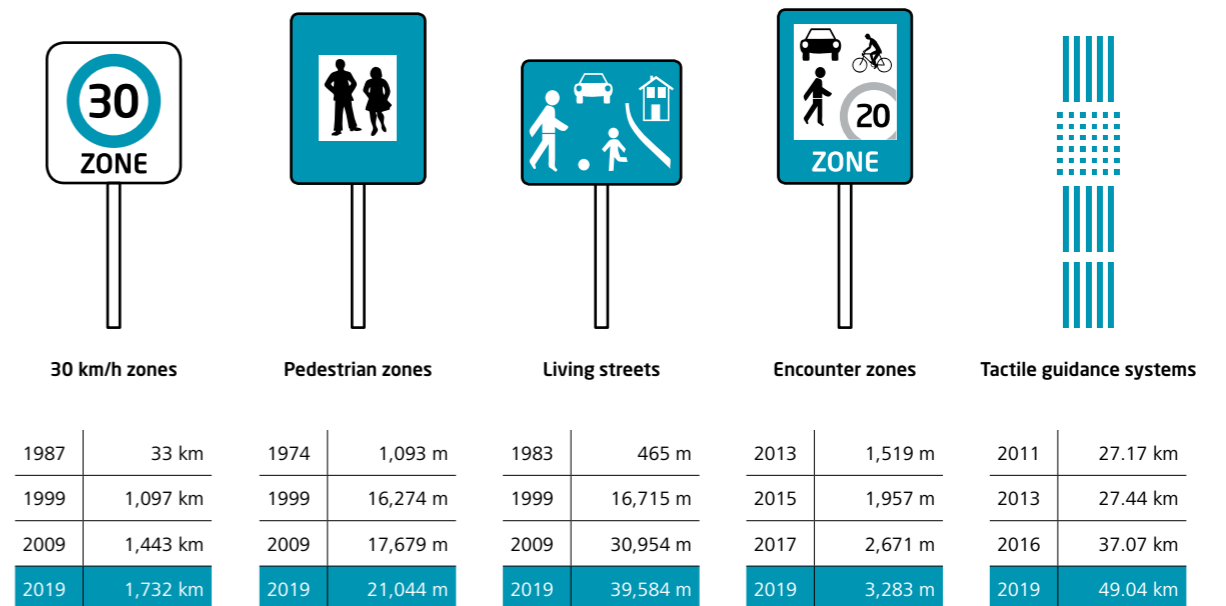 30
ZONE
20
ZONE
30 km/h zones
Pedestrian zones
Living streets
Encounter zones
Tactile guidance systems
1987 33 km
1999 1,097 km
2009 1,443 km
2019 1,732 km
1974 1,093 m
1999 16,274 m
2009 17,679 m
2019 21,044 m
1983 465 m
1999 16,715 m
2009 30,954 m
2019 39,584 m
2013 1,519 m
2015 1,957 m
2017 2,671 m
2019 3,283 m
2011 27.17 km
2013 27.44 km
2016 37.07 km
2019 49.04 km